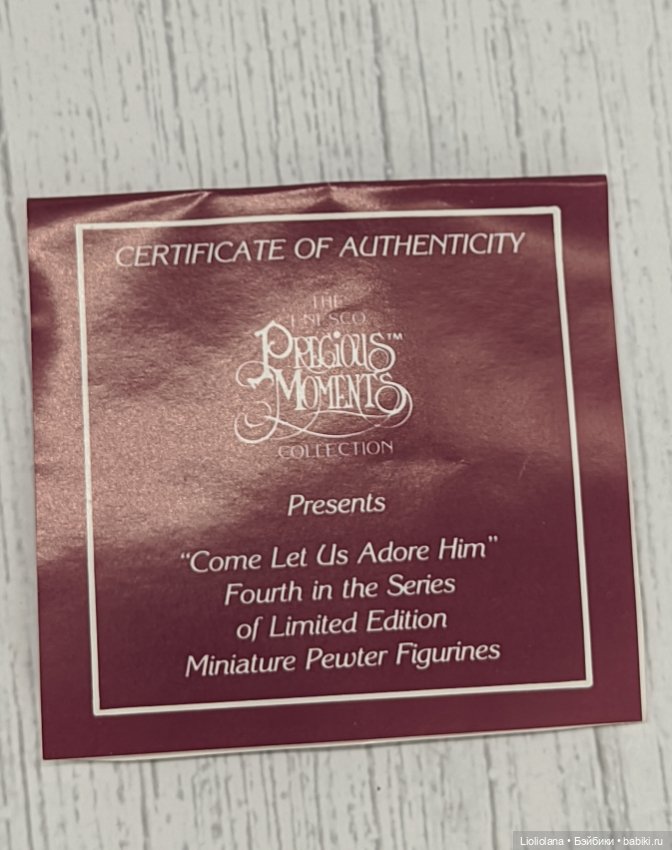 CERTIFICATE OF AUTHENTICITY
THE
ENESCO
PRECIOUS™
MOMENTS
COLLECTION
Presents
“Come Let Us Adore Him”
Fourth in the Series
of Limited Edition
Miniature Pewter Figurines
Lioliolana • Бэйбики • babiki.ru